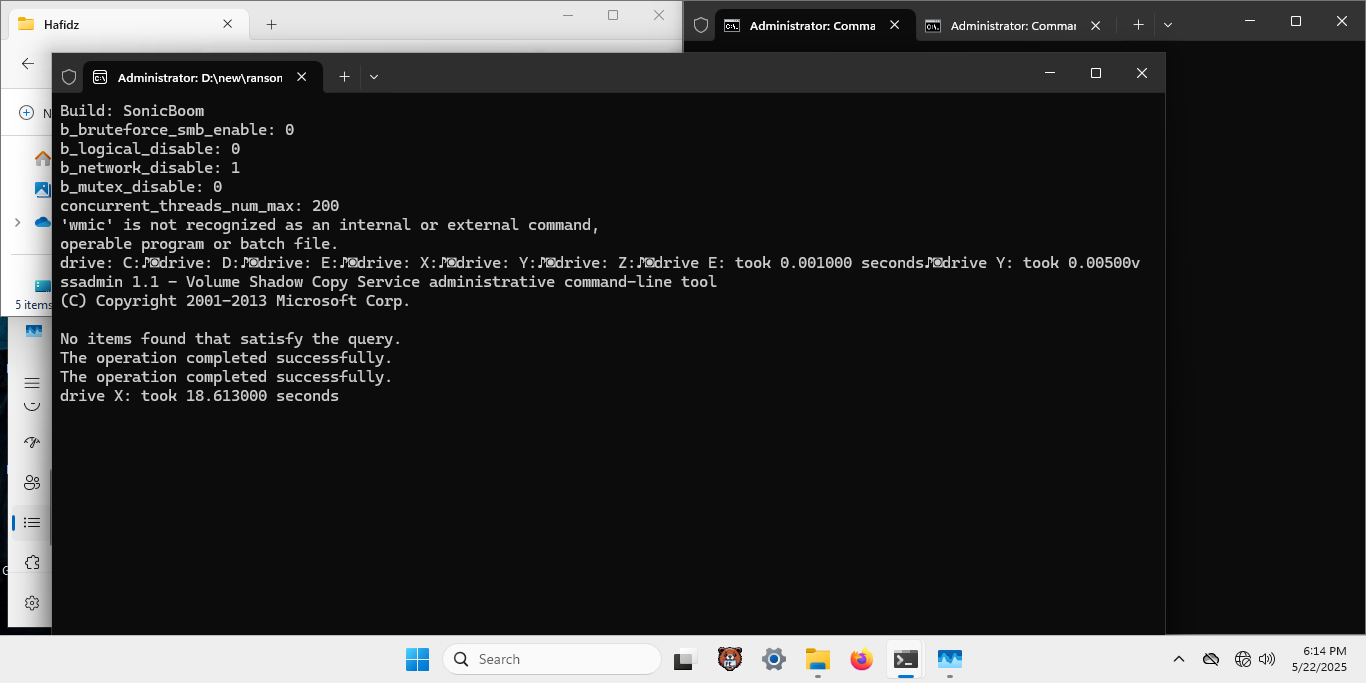 Hafidz
Administrator: Comma
Administrator: Commar
Administrator: D:\new\ransom
N
Build: SonicBoom
b_bruteforce_smb_enable: 0
b_logical_disable: 0
b_network_disable: 1
b_mutex_disable: 0
concurrent_threads_num_max: 200
'wmic' is not recognized as an internal or external command,
operable program or batch file.
drive: C:♪◙drive: D:♪◙drive: E:♪◙drive: X:♪◙drive: Y:♪◙drive: Z:♪◙drive E: took 0.001000 seconds♪◙drive Y: took 0.00500v
ssadmin 1.1 - Volume Shadow Copy Service administrative command-line tool
(C) Copyright 2001-2013 Microsoft Corp.
No items found that satisfy the query.
The operation completed successfully.
The operation completed successfully.
drive X: took 18.613000 seconds
5 items
Search
6:14 PM
5/22/2025